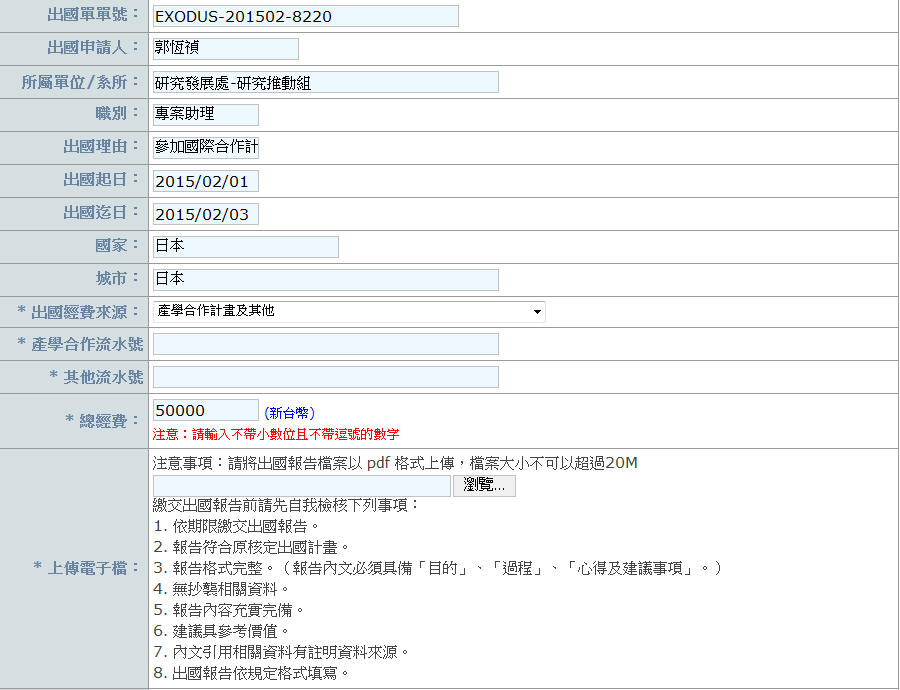 出國單單號： EXODUS-201502-8220
出國申請人： 郭恆禎
所屬單位/系所： 研究發展處-研究推動組
職別： 專案助理
出國理由： 參加國際合作計
出國起日： 2015/02/01
出國迄日： 2015/02/03
國家： 日本
城市： 日本
* 出國經費來源： 產學合作計畫及其他
* 產學合作流水號
* 其他流水號
* 總經費： 50000 (新台幣)
注意：請輸入不帶小數位且不帶逗號的數字
* 上傳電子檔：
注意事項：請將出國報告檔案以 pdf 格式上傳，檔案大小不可以超過20M
瀏覽...
繳交出國報告前請先自我檢核下列事項：
1. 依期限繳交出國報告。
2. 報告符合原核定出國計畫。
3. 報告格式完整。（報告內文必須具備「目的」、「過程」、「心得及建議事項」。）
4. 無抄襲相關資料。
5. 報告內容充實完備。
6. 建議具參考價值。
7. 內文引用相關資料有註明資料來源。
8. 出國報告依規定格式填寫。